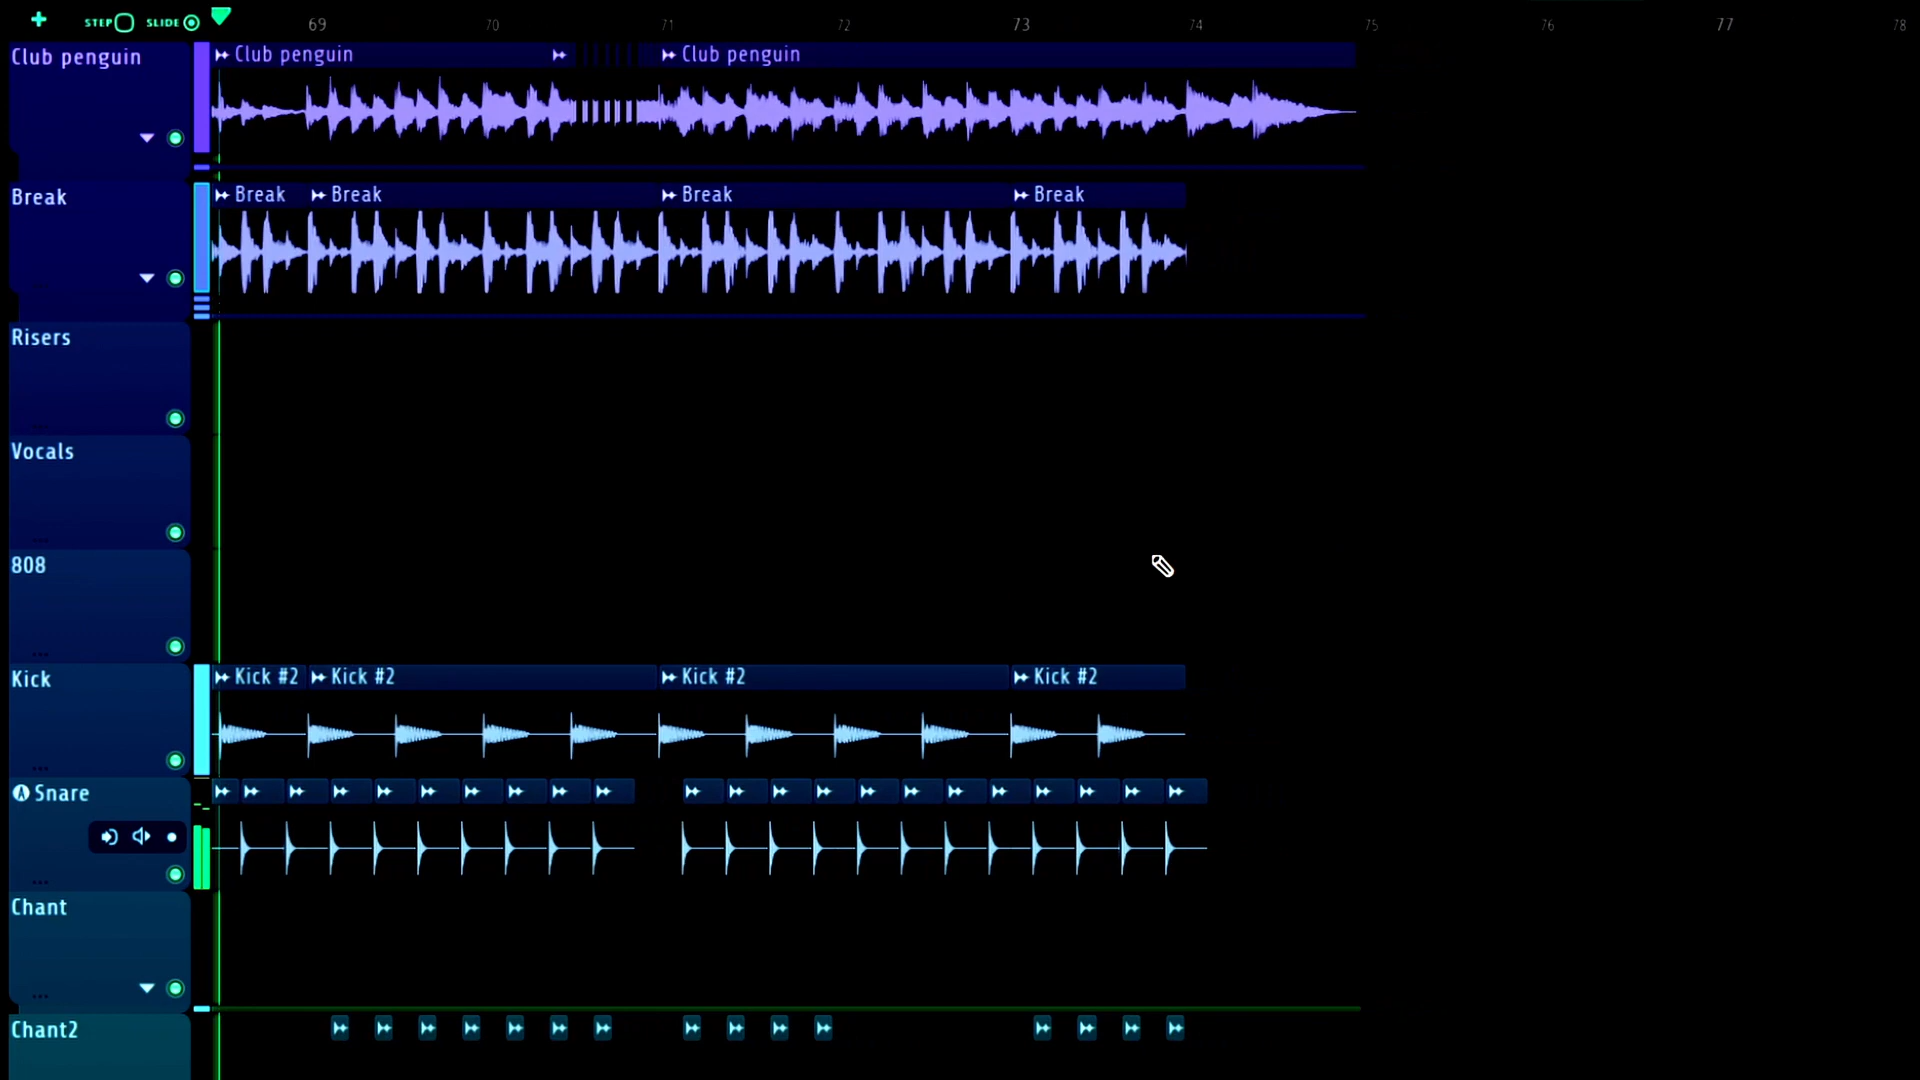 STEP SLIDE 69 70 71 72 73 74 75 76 77 78
Club penguin Club penguin Club penguin
Break Break Break Break Break
Risers
Vocals
808
Kick Kick #2 Kick #2 Kick #2 Kick #2
A Snare
Chant
Chant2